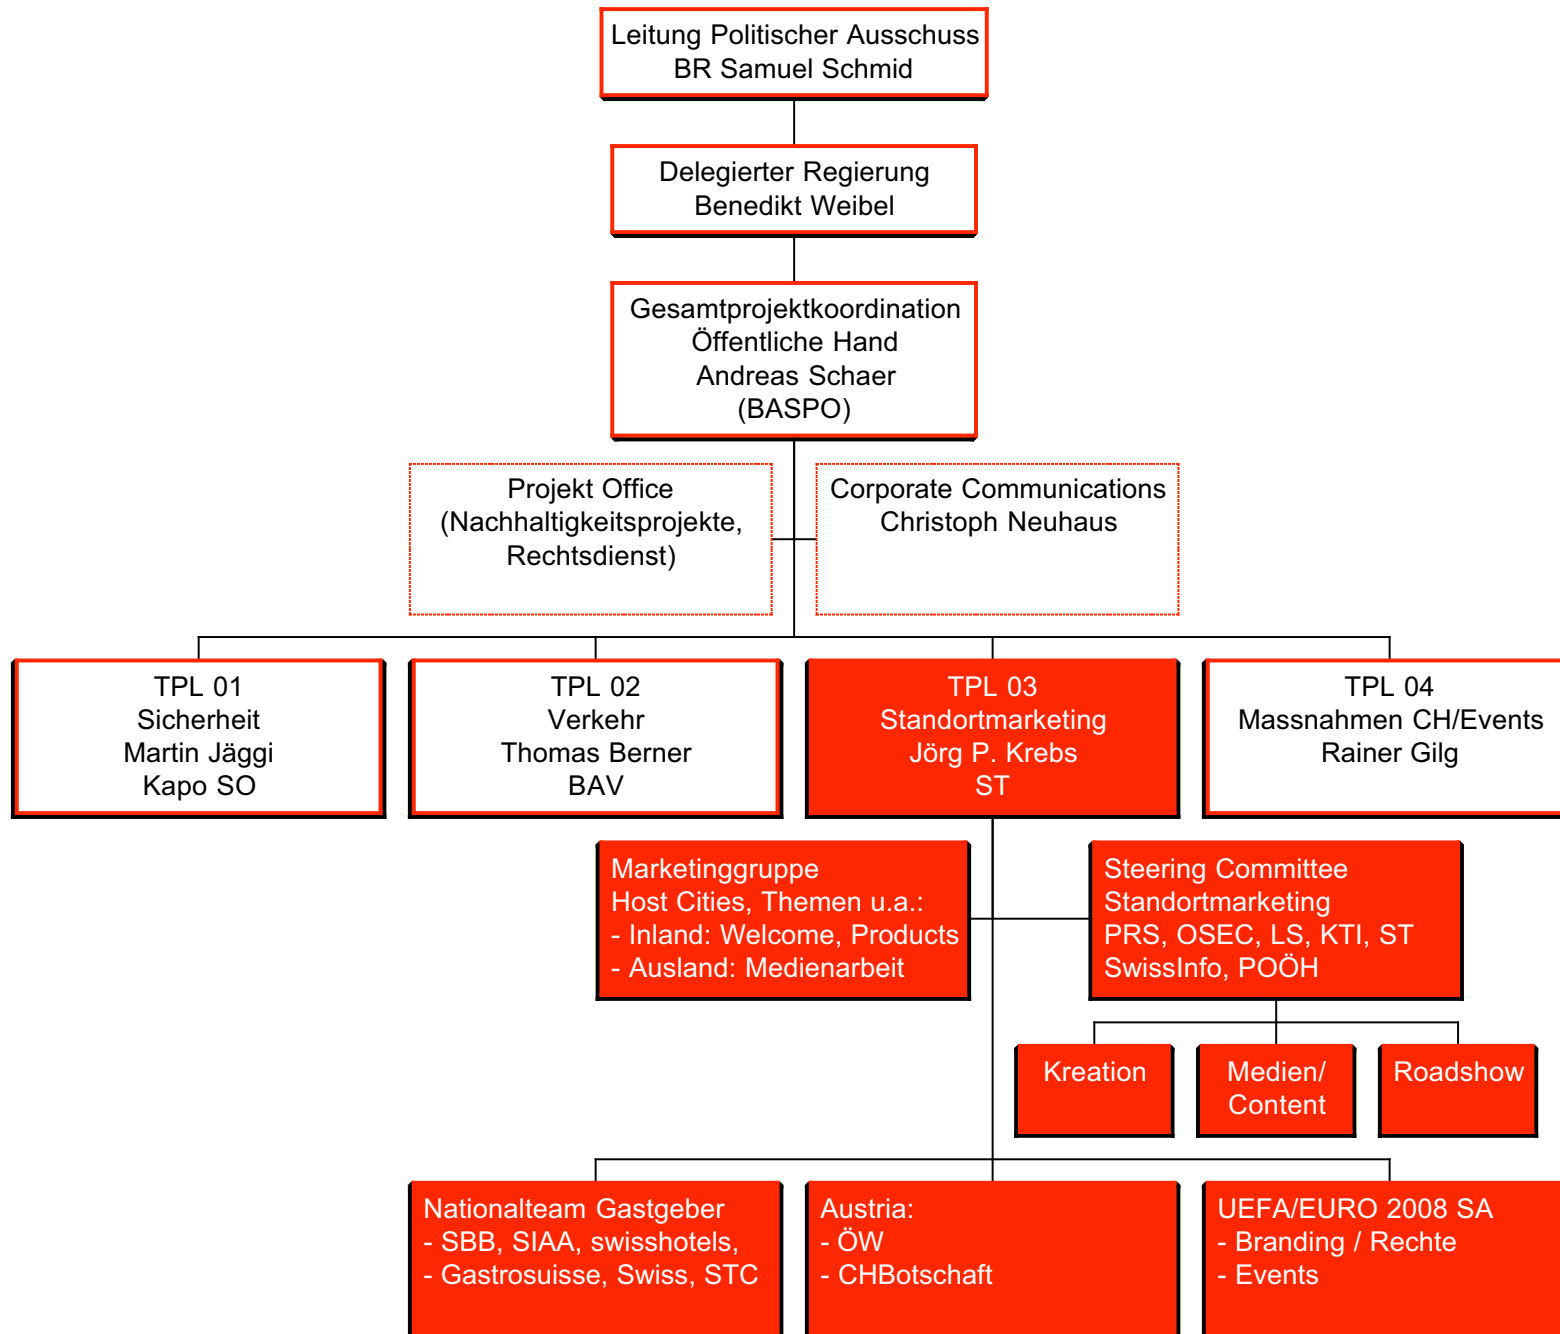 Leitung Politischer Ausschuss
BR Samuel Schmid
Delegierter Regierung
Benedikt Weibel
Gesamtprojektkoordination
Öffentliche Hand
Andreas Schaer
(BASPO)
Projekt Office
(Nachhaltigkeitsprojekte,
Rechtsdienst)
Corporate Communications
Christoph Neuhaus
TPL 01
Sicherheit
Martin Jäggi
Kapo SO
TPL 02
Verkehr
Thomas Berner
BAV
TPL 03
Standortmarketing
Jörg P. Krebs
ST
TPL 04
Massnahmen CH/Events
Rainer Gilg
Marketinggruppe
Host Cities, Themen u.a.:
- Inland: Welcome, Products
- Ausland: Medienarbeit
Steering Committee
Standortmarketing
PRS, OSEC, LS, KTI, ST
SwissInfo, POÖH
Kreation
Medien/
Content
Roadshow
Nationalteam Gastgeber
- SBB, SIAA, swisshotels,
- Gastrosuisse, Swiss, STC
Austria:
- ÖW
- CHBotschaft
UEFA/EURO 2008 SA
- Branding / Rechte
- Events